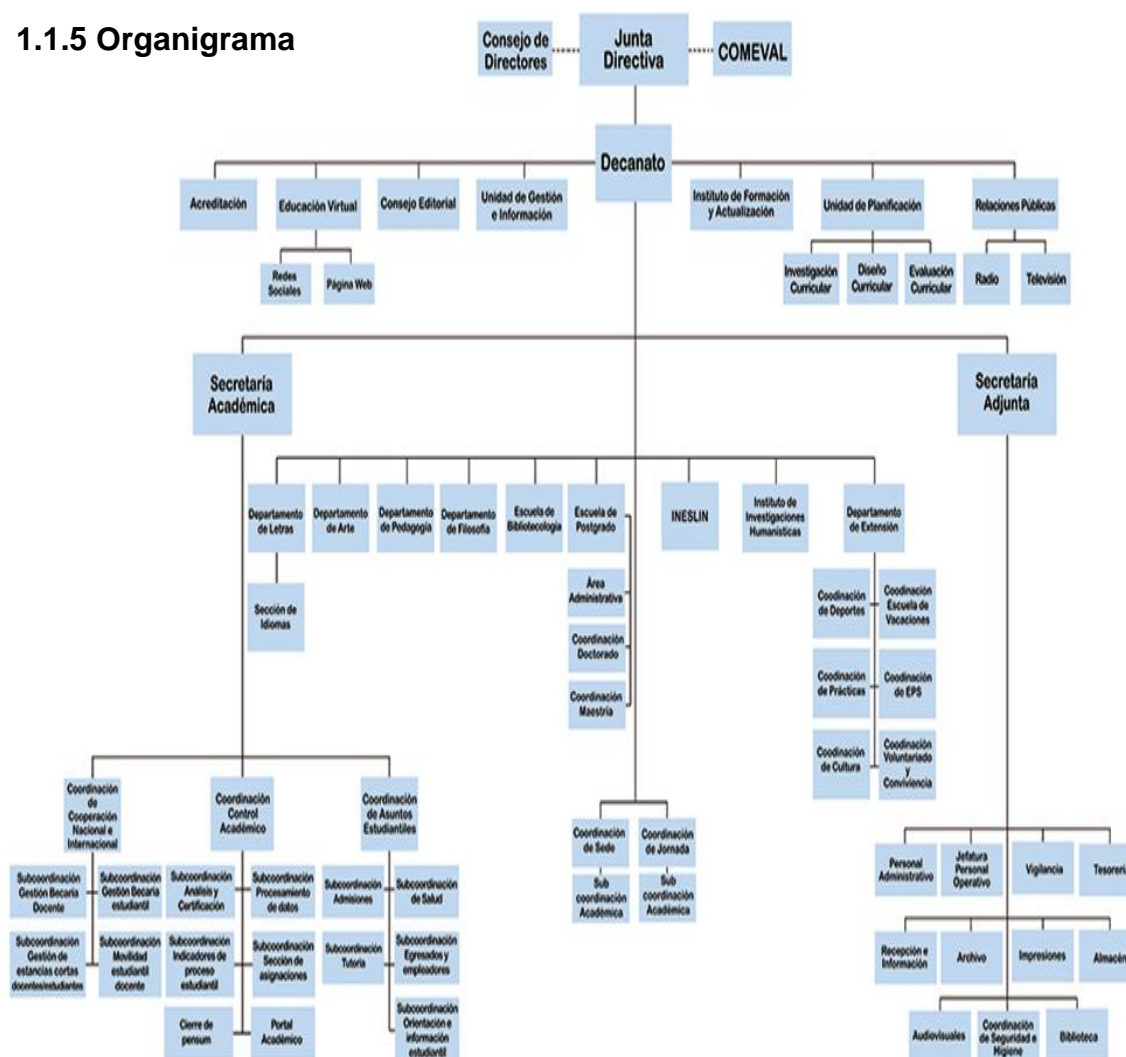 1.1.5 Organigrama
Consejo de
Directores
Junta
Directiva
COMEVAL
Decanato
Acreditación
Educación Virtual
Consejo Editorial
Unidad de Gestión
e Información
Instituto de Formación
y Actualización
Unidad de Planificación
Relaciones Públicas
Redes
Sociales
Página Web
Investigación
Curricular
Diseño
Curricular
Evaluación
Curricular
Radio
Televisión
Secretaría
Académica
Secretaría
Adjunta
Departamento
de Letras
Departamento
de Arte
Departamento
de Pedagogía
Departamento
de Filosofía
Escuela de
Bibliotecología
Escuela de
Postgrado
INESLIN
Instituto de
Investigaciones
Humanísticas
Departamento
de Extensión
Sección de
Idiomas
Área
Administrativa
Coordinación
Doctorado
Coordinación
Maestría
Coodinación
de Deportes
Coodinación
Escuela de
Vacaciones
Coodinación
de Prácticas
Coodinación
de EPS
Coodinación
de Cultura
Coodinación
Voluntariado
y
Conviviencia
Coordinación
de
Cooperación
Nacional e
Internacional
Coordinación
Control
Académico
Coordinación
de Asuntos
Estudiantiles
Subcoordinación
Gestión Becaria
Docente
Subcoordinación
Gestión Becaria
estudiantil
Subcoordinación
Análisis y
Certificación
Subcoordinación
Procesamiento
de datos
Subcoordinación
Admisiones
Subcoordinación
de Salud
Subcoordinación
Gestión de
estancias cortas
docentes/estudiantes
Subcoordinación
Movilidad
estudiantil
docente
Subcoordinación
Indicadores de
proceso
estudiantil
Subcoordinación
Sección de
asignaciones
Subcoordinación
Tutoría
Subcoordinación
Egresados y
empleadores
Cierre de
pensum
Portal
Académico
Subcoordinación
Orientación e
información
estudiantil
Coordinación
de Sede
Coordinación
de Jornada
Sub
coordinación
Académica
Sub
coordinación
Académica
Personal
Administrativo
Jefatura
Personal
Operativo
Vigilancia
Tesorerí
Recepción e
Información
Archivo
Impresiones
Almacén
Audiovisuales
Coordinación
de Seguridad e
Higiene
Biblioteca